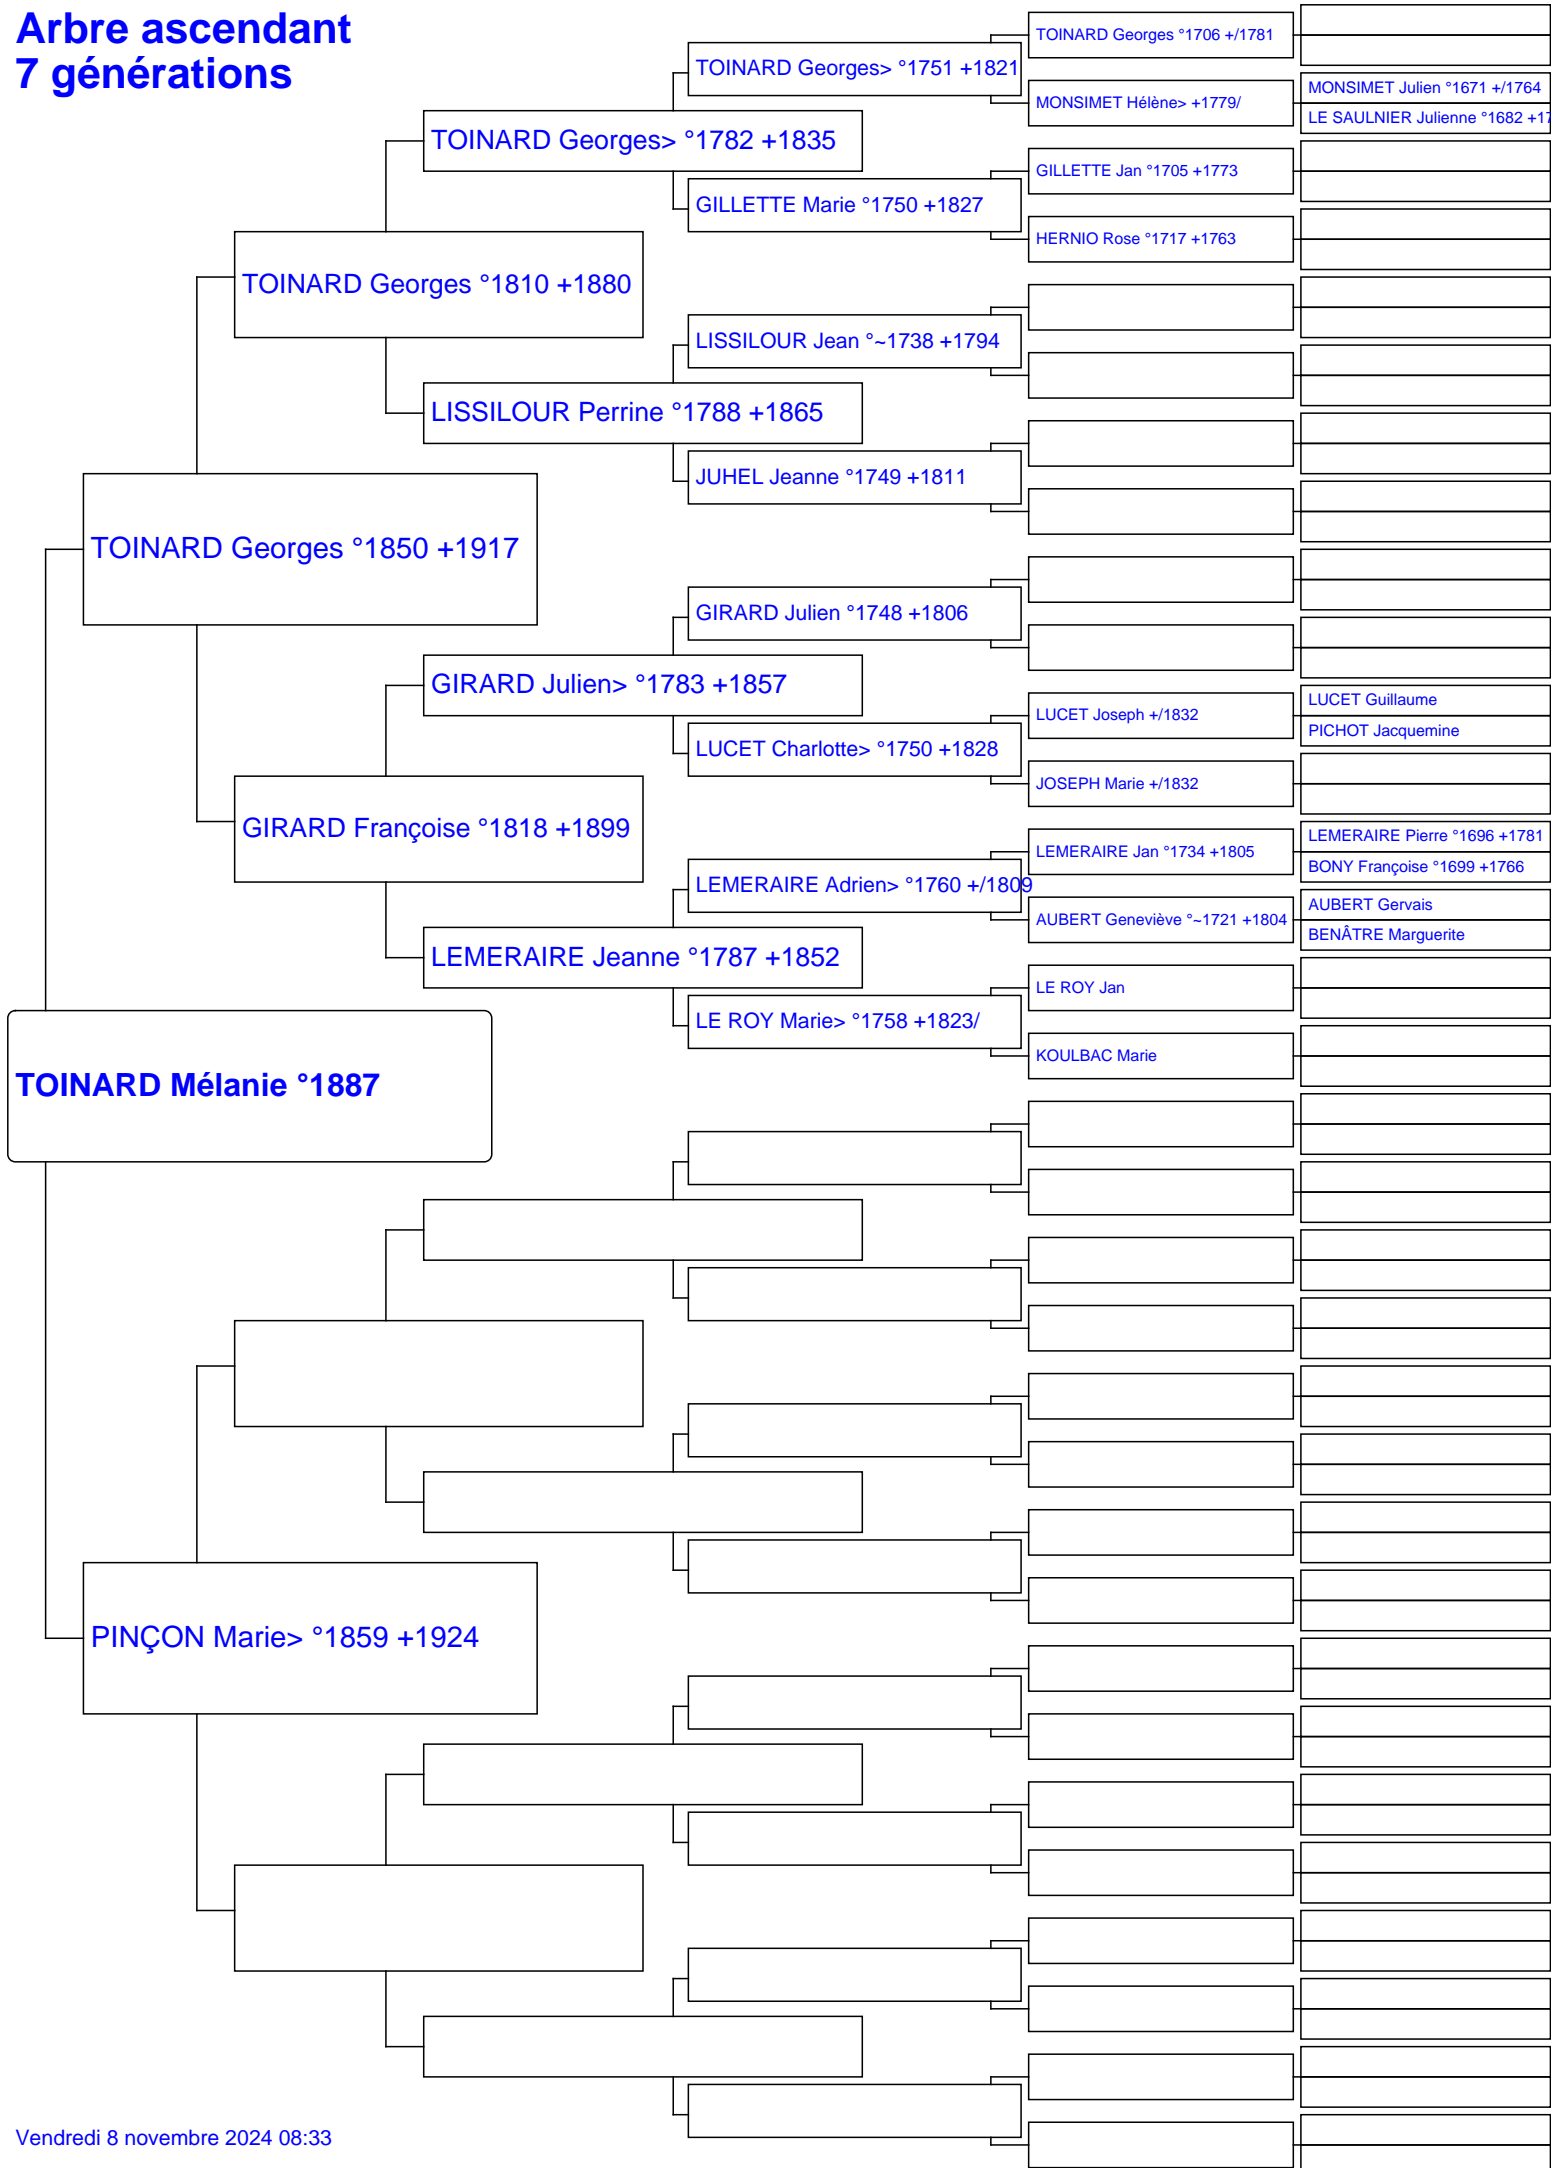 Arbre ascendant
7 générations
TOINARD Georges °1706 +/1781
TOINARD Georges> °1751 +1821
MONSIMET Julien °1671 +/1764
MONSIMET Hélène> +1779/
LE SAULNIER Julienne °1682
TOINARD Georges> °1782 +1835
GILLETTE Jan °1705 +1773
GILLETTE Marie °1750 +1827
HERNIO Rose °1717 +1763
TOINARD Georges °1810 +1880
LISSILOUR Jean °~1738 +1794
LISSILOUR Perrine °1788 +1865
JUHEL Jeanne °1749 +1811
TOINARD Georges °1850 +1917
GIRARD Julien °1748 +1806
GIRARD Julien> °1783 +1857
LUCET Guillaume
LUCET Joseph +/1832
PICHOT Jacquemine
LUCET Charlotte> °1750 +1828
JOSEPH Marie +/1832
GIRARD Françoise °1818 +1899
LEMERAIRE Pierre °1696 +1781
LEMERAIRE Jan °1734 +1805
BONY Françoise °1699 +1766
LEMERAIRE Adrien> °1760 +/1809
AUBERT Gervais
AUBERT Geneviève °~1721 +1804
BENÂTRE Marguerite
LEMERAIRE Jeanne °1787 +1852
LE ROY Jan
LE ROY Marie> °1758 +1823/
KOULBAC Marie
TOINARD Mélanie °1887
PINÇON Marie> °1859 +1924
Vendredi 8 novembre 2024 08:33